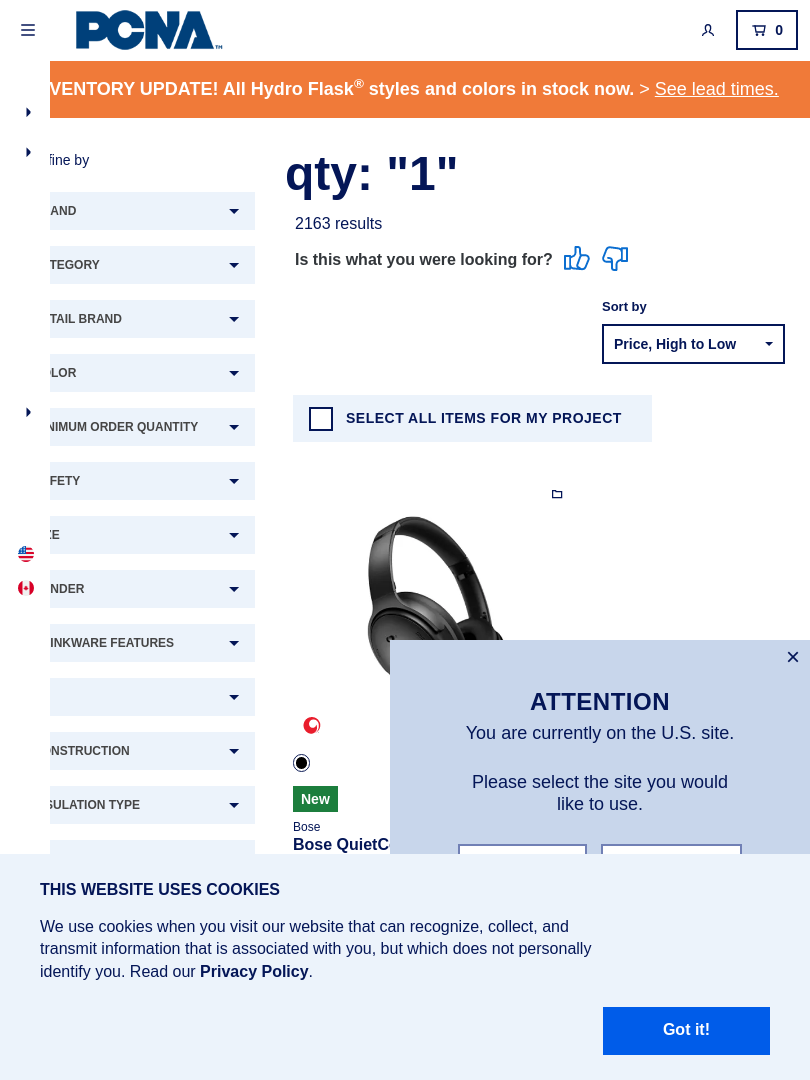 PCNA™
0
VENTORY UPDATE! All Hydro Flask® styles and colors in stock now. > See lead times.
fine by
qty: "1"
2163 results
Is this what you were looking for?
Sort by
Price, High to Low
AND
TEGORY
TAIL BRAND
OLOR
NIMUM ORDER QUANTITY
FETY
ZE
NDER
INKWARE FEATURES
ONSTRUCTION
SULATION TYPE
SELECT ALL ITEMS FOR MY PROJECT
New
Bose
Bose QuietC
×
ATTENTION
You are currently on the U.S. site.
Please select the site you would
like to use.
THIS WEBSITE USES COOKIES
We use cookies when you visit our website that can recognize, collect, and
transmit information that is associated with you, but which does not personally
identify you. Read our Privacy Policy.
Got it!